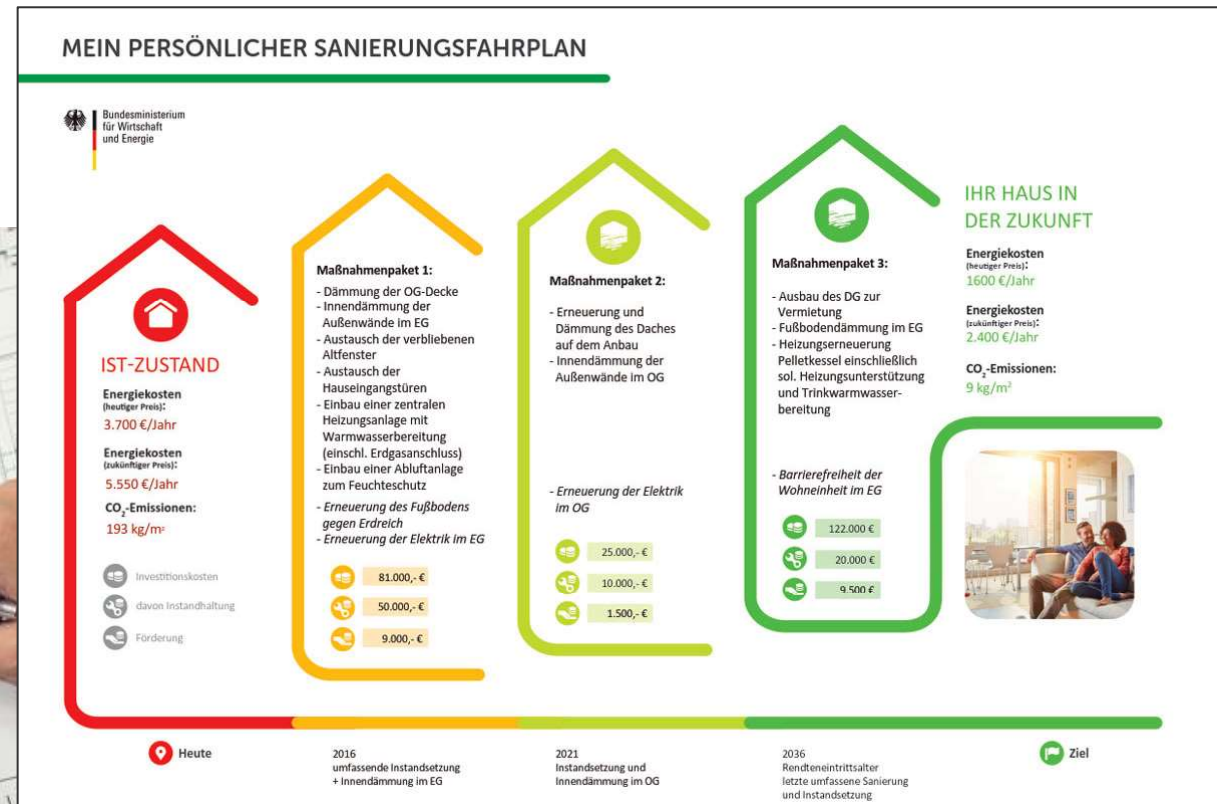 MEIN PERSÖNLICHER SANIERUNGSFAHRPLAN
Bundesministerium
für Wirtschaft
und Energie
IST-ZUSTAND
Energiekosten
(heutiger Preis):
3.700 €/Jahr
Energiekosten
(zukünftiger Preis):
5.550 €/Jahr
CO₂-Emissionen:
193 kg/m²
Investitionskosten
davon Instandhaltung
Förderung
Maßnahmenpaket 1:
- Dämmung der OG-Decke
- Innendämmung der
Außenwände im EG
- Austausch der verbliebenen
Altfenster
- Austausch der
Hauseingangstüren
- Einbau einer zentralen
Heizungsanlage mit
Warmwasserbereitung
(einschl. Erdgasanschluss)
- Einbau einer Abluftanlage
zum Feuchteschutz
- Erneuerung des Fußbodens
gegen Erdreich
- Erneuerung der Elektrik im EG
81.000,- €
50.000,- €
9.000,- €
Maßnahmenpaket 2:
- Erneuerung und
Dämmung des Daches
auf dem Anbau
- Innendämmung der
Außenwände im OG
- Erneuerung der Elektrik
im OG
25.000,- €
10.000,- €
1.500,- €
Maßnahmenpaket 3:
- Ausbau des DG zur
Vermietung
- Fußbodendämmung im EG
- Heizungserneuerung
Pelletkessel einschließlich
sol. Heizungsunterstützung
und Trinkwarmwasser-
bereitung
- Barrierefreiheit der
Wohneinheit im EG
122.000 €
20.000 €
9.500 €
IHR HAUS IN
DER ZUKUNFT
Energiekosten
(heutiger Preis):
1600 €/Jahr
Energiekosten
(zukünftiger Preis):
2.400 €/Jahr
CO₂-Emissionen:
9 kg/m²
Heute
2016
umfassende Instandsetzung
+ Innendämmung im EG
2021
Instandsetzung und
Innendämmung im OG
2036
Rendteneintrittsalter
letzte umfassene Sanierung
und Instandsetzung
Ziel